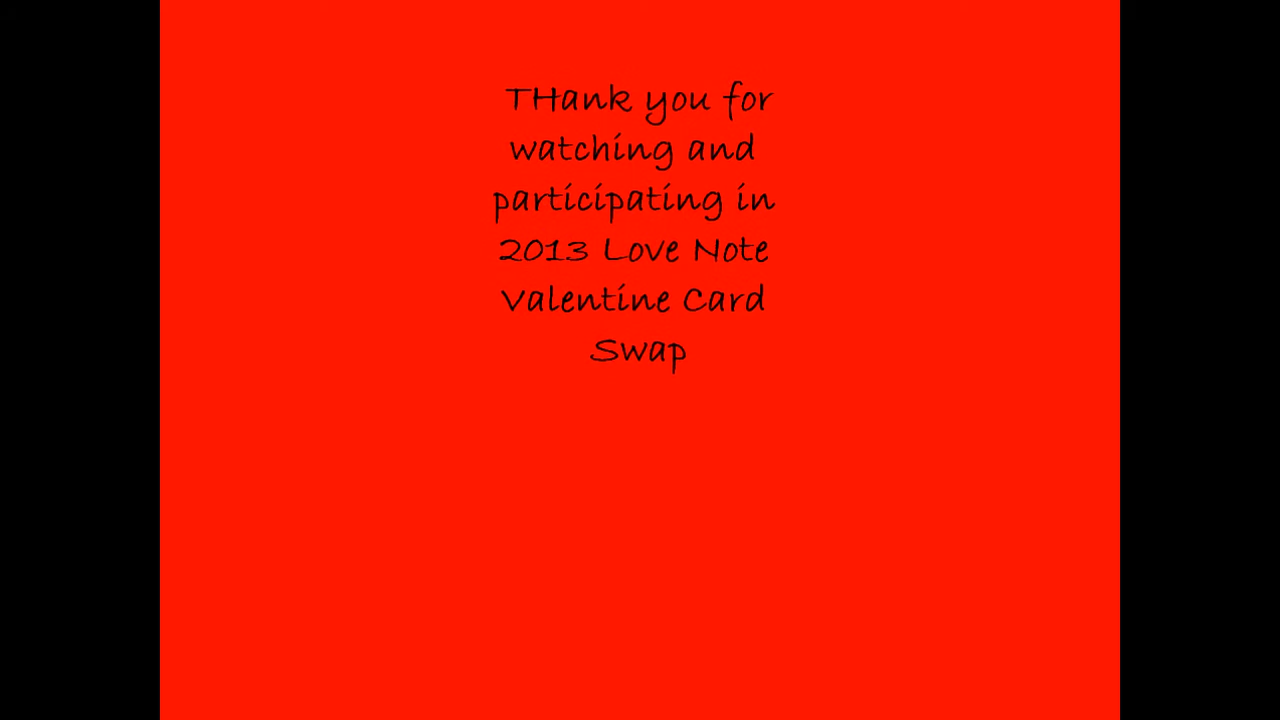 THank you for
watching and
participating in
2013 Love Note
Valentine Card
Swap